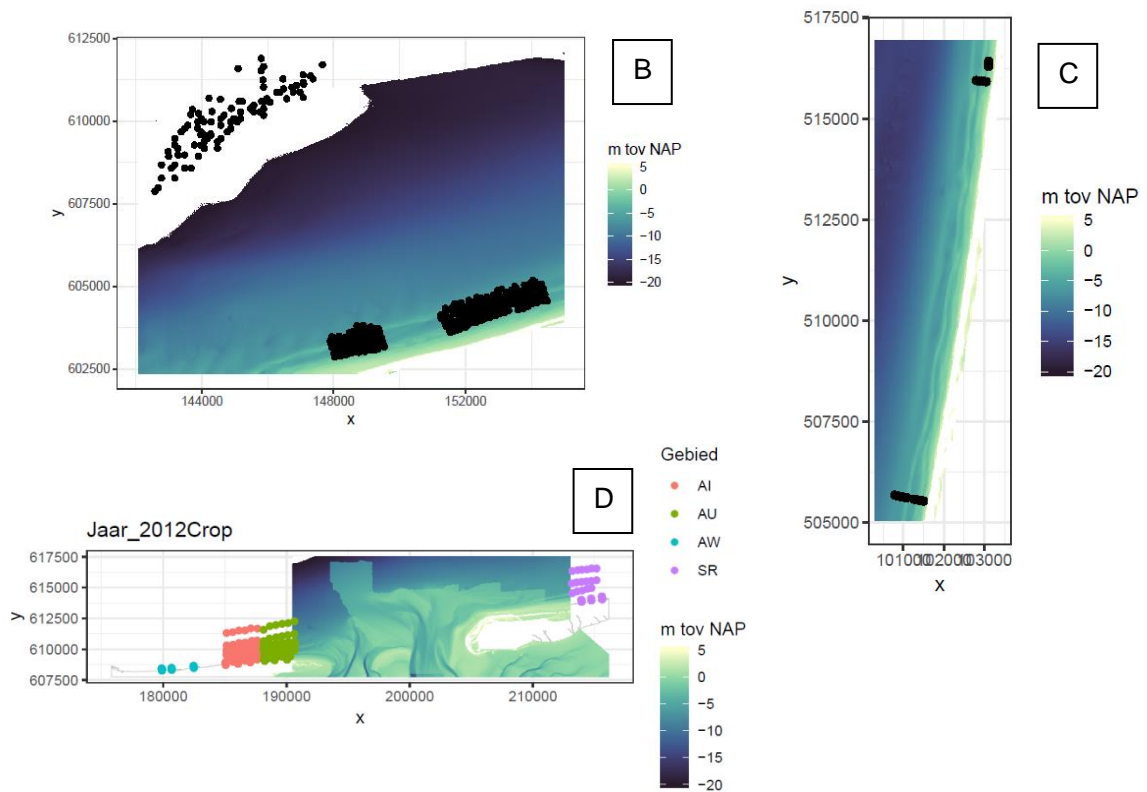 B
612500
610000
607500
605000
602500
y
144000
148000
152000
x
m tov NAP
5
0
−5
−10
−15
−20
C
517500
515000
512500
510000
507500
505000
y
x
m tov NAP
5
0
−5
−10
−15
−20
D
Jaar_2012Crop
617500
615000
612500
610000
607500
y
180000
190000
200000
210000
x
Gebied
AI
AU
AW
SR
m tov NAP
5
0
−5
−10
−15
−20